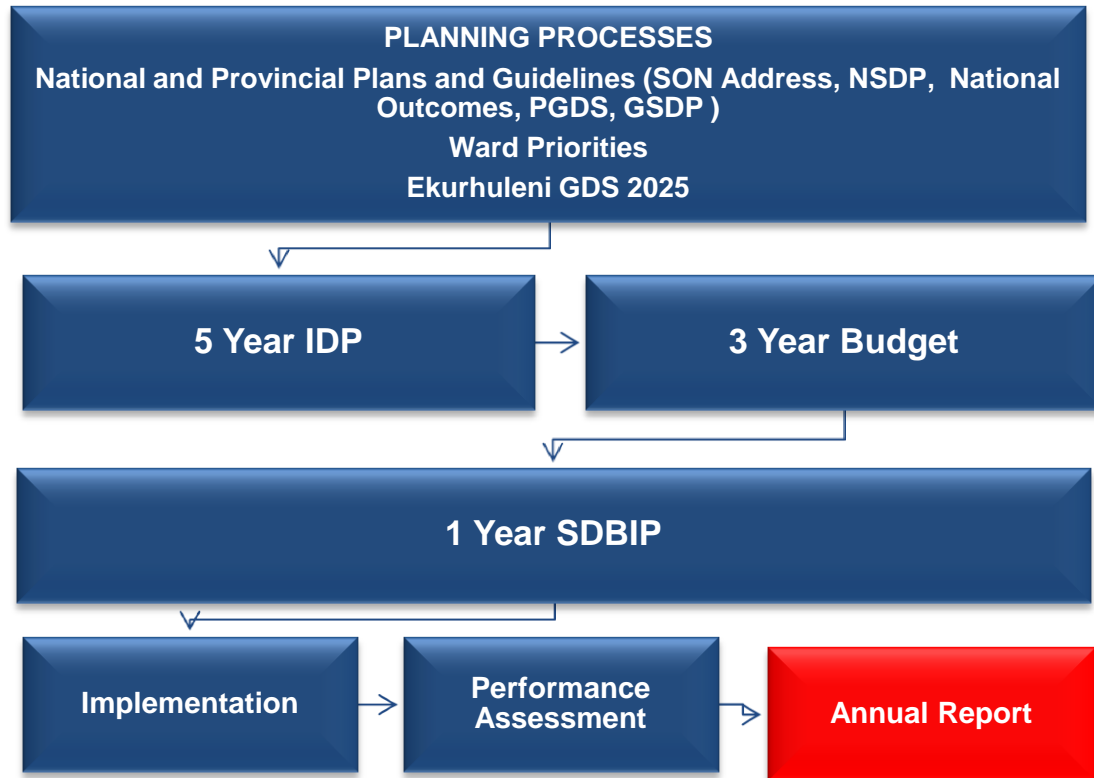 PLANNING PROCESSES
National and Provincial Plans and Guidelines (SON Address, NSDP, National
Outcomes, PGDS, GSDP )
Ward Priorities
Ekurhuleni GDS 2025
5 Year IDP
3 Year Budget
1 Year SDBIP
Implementation
Performance
Assessment
Annual Report